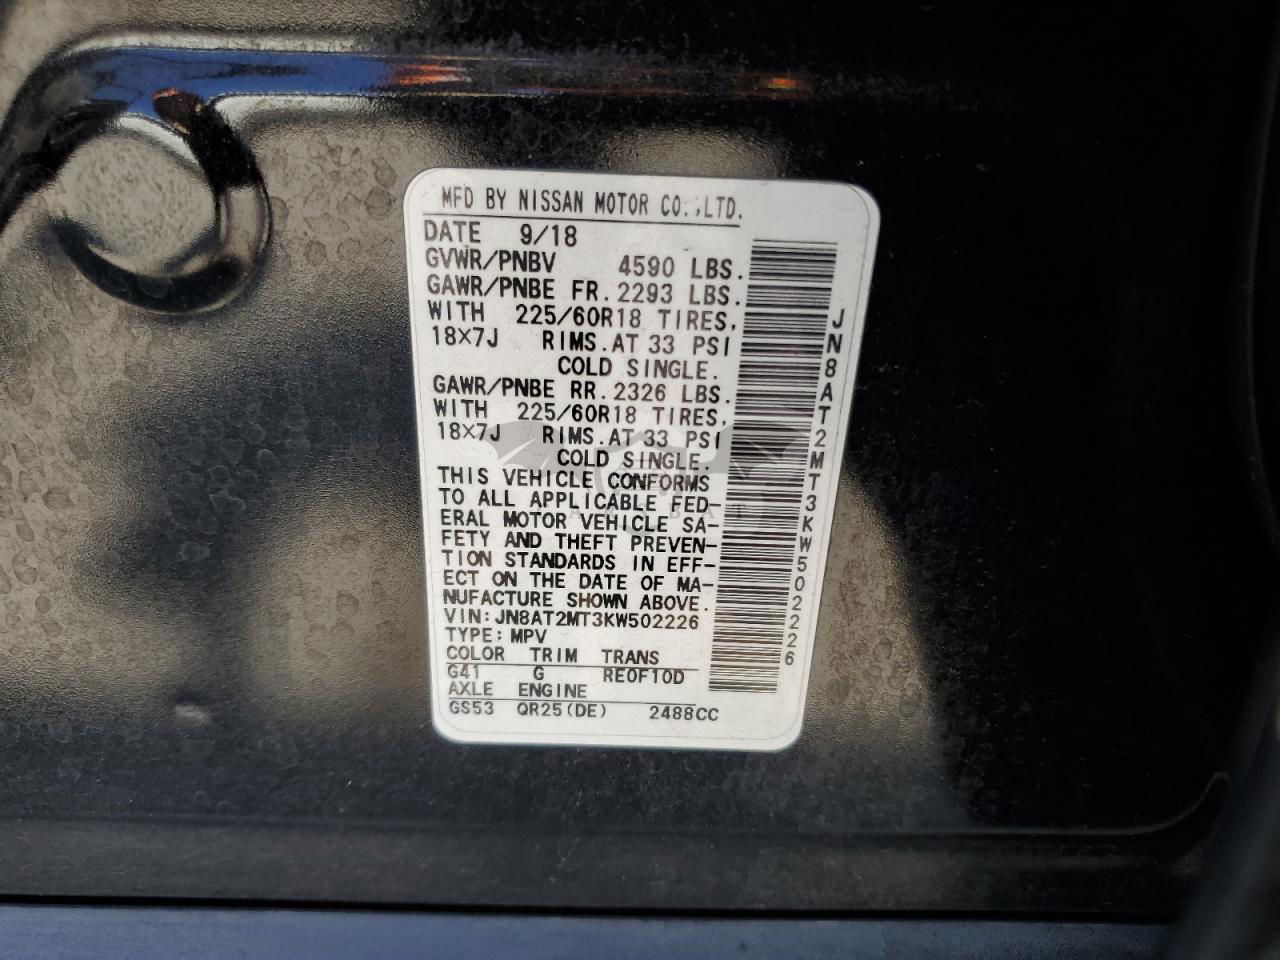 MFD BY NISSAN MOTOR CO.,LTD.
DATE 9/18
GVWR/PNBV 4590 LBS.
GAWR/PNBE FR. 2293 LBS.
WITH 225/60R18 TIRES,
18×7J RIMS. AT 33 PSI
COLD SINGLE.
GAWR/PNBE RR. 2326 LBS.
WITH 225/60R18 TIRES,
18×7J RIMS. AT 33 PSI
COLD SINGLE.
THIS VEHICLE CONFORMS
TO ALL APPLICABLE FED-
ERAL MOTOR VEHICLE SA-
FETY AND THEFT PREVEN-
TION STANDARDS IN EFF-
ECT ON THE DATE OF MA-
NUFACTURE SHOWN ABOVE.
VIN:JN8AT2MT3KW502226
TYPE:MPV
COLOR TRIM TRANS
G41 G RE0F10D
AXLE ENGINE
GS53 QR25(DE) 2488CC
JN8AT2MT3KW502226